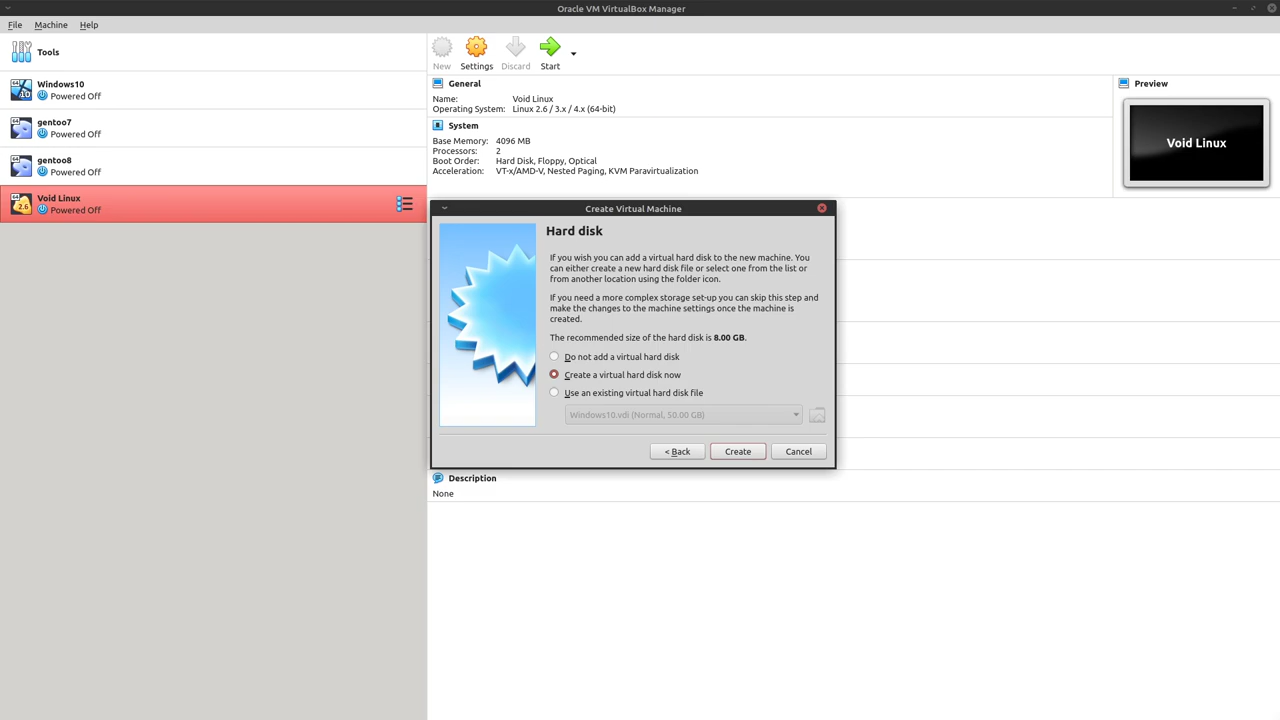 Oracle VM VirtualBox Manager
File Machine Help
Tools
New Settings Discard Start
Windows10
Powered Off
gentoo7
Powered Off
gentoo8
Powered Off
Void Linux
Powered Off
General
Name: Void Linux
Operating System: Linux 2.6 / 3.x / 4.x (64-bit)
System
Base Memory: 4096 MB
Processors: 2
Boot Order: Hard Disk, Floppy, Optical
Acceleration: VT-x/AMD-V, Nested Paging, KVM Paravirtualization
Preview
Void Linux
Create Virtual Machine
Hard disk
If you wish you can add a virtual hard disk to the new machine. You
can either create a new hard disk file or select one from the list or
from another location using the folder icon.
If you need a more complex storage set-up you can skip this step and
make the changes to the machine settings once the machine is
created.
The recommended size of the hard disk is 8.00 GB.
Do not add a virtual hard disk
Create a virtual hard disk now
Use an existing virtual hard disk file
Windows10.vdi (Normal, 50.00 GB)
< Back Create Cancel
Description
None